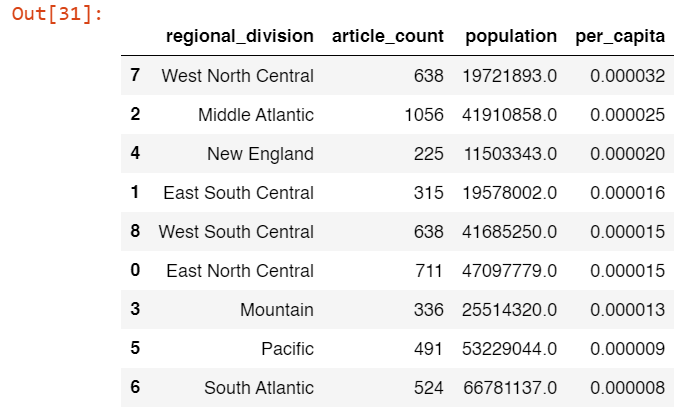 Out[31]:
regional_division article_count population per_capita
7 West North Central 638 19721893.0 0.000032
2 Middle Atlantic 1056 41910858.0 0.000025
4 New England 225 11503343.0 0.000020
1 East South Central 315 19578002.0 0.000016
8 West South Central 638 41685250.0 0.000015
0 East North Central 711 47097779.0 0.000015
3 Mountain 336 25514320.0 0.000013
5 Pacific 491 53229044.0 0.000009
6 South Atlantic 524 66781137.0 0.000008